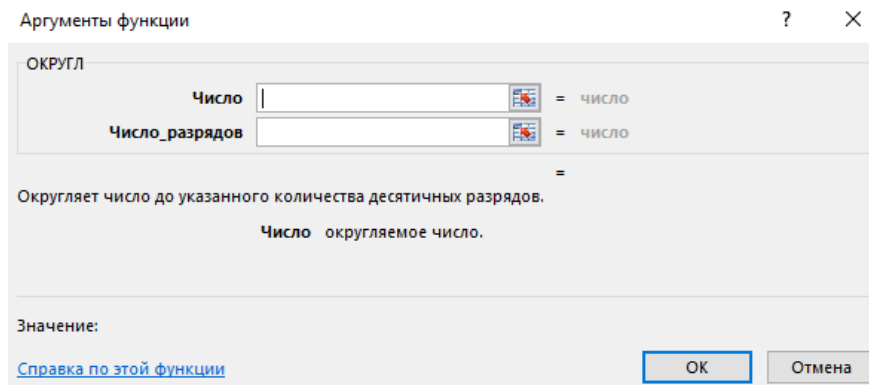 Аргументы функции ? ×
ОКРУГЛ
Число = число
Число_разрядов = число
=
Округляет число до указанного количества десятичных разрядов.
Число округляемое число.
Значение:
Справка по этой функции ОК Отмена